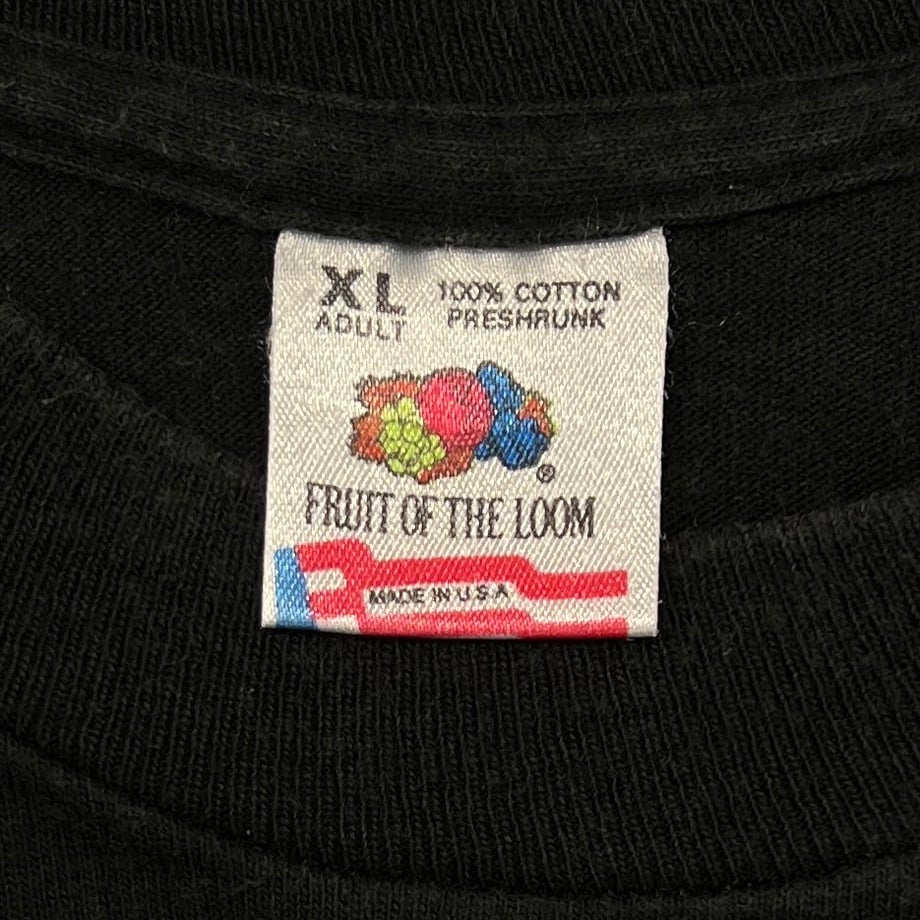 XL 100% COTTON
ADULT PRESHRUNK
®
FRUIT OF THE LOOM
MADE IN U.S.A